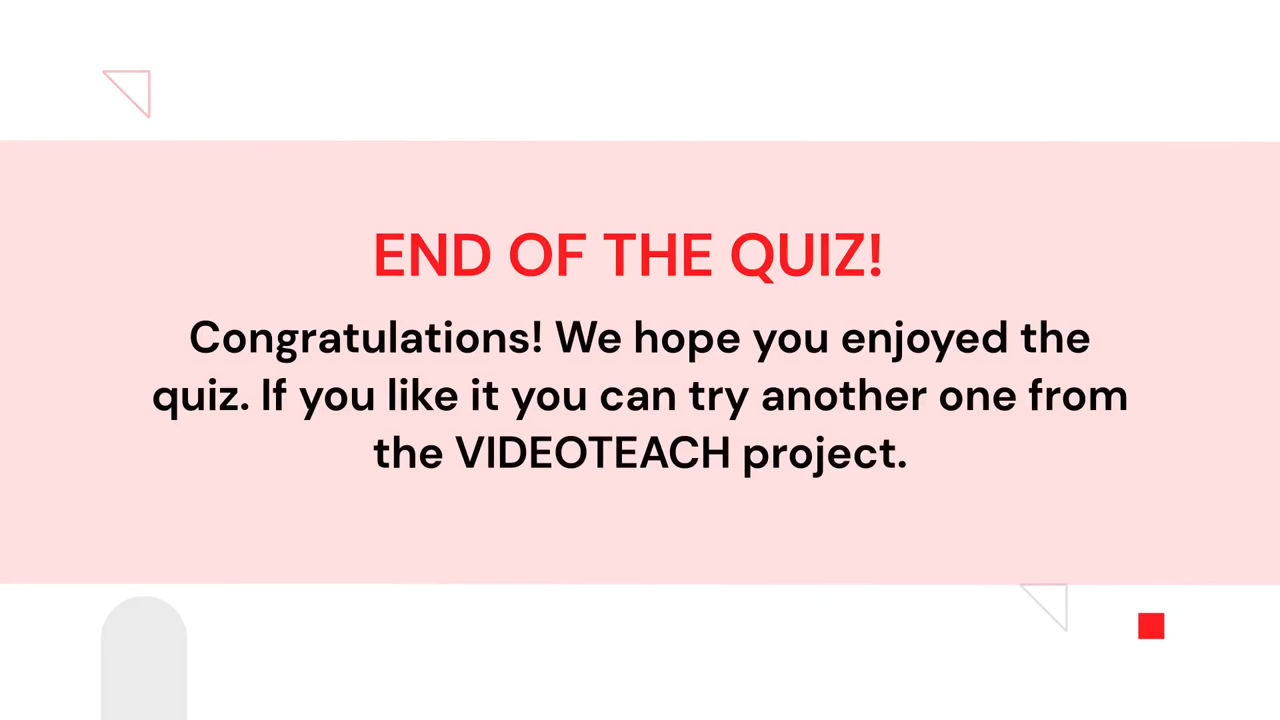 END OF THE QUIZ!
Congratulations! We hope you enjoyed the
quiz. If you like it you can try another one from
the VIDEOTEACH project.